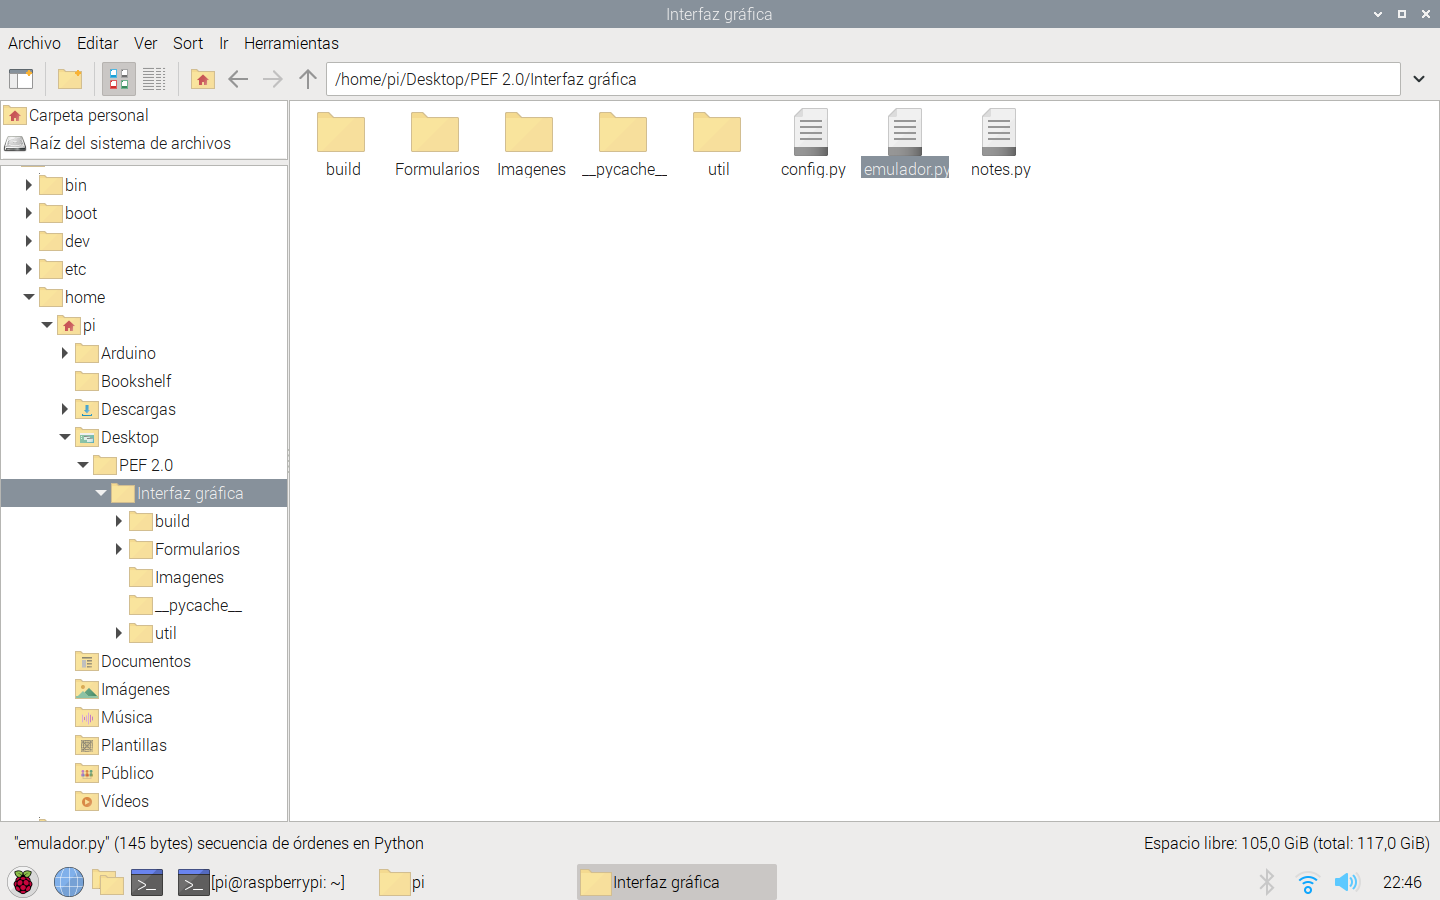 Interfaz gráfica
Archivo Editar Ver Sort Ir Herramientas
/home/pi/Desktop/PEF 2.0/Interfaz gráfica
Carpeta personal
Raíz del sistema de archivos
bin
boot
dev
etc
home
pi
Arduino
Bookshelf
Descargas
Desktop
PEF 2.0
Interfaz gráfica
build
Formularios
Imagenes
__pycache__
util
Documentos
Imágenes
Música
Plantillas
Público
Vídeos
build Formularios Imagenes __pycache__ util config.py emulador.py notes.py
"emulador.py" (145 bytes) secuencia de órdenes en Python
Espacio libre: 105,0 GiB (total: 117,0 GiB)
>_ >_ [pi@raspberrypi: ~] pi Interfaz gráfica 22:46